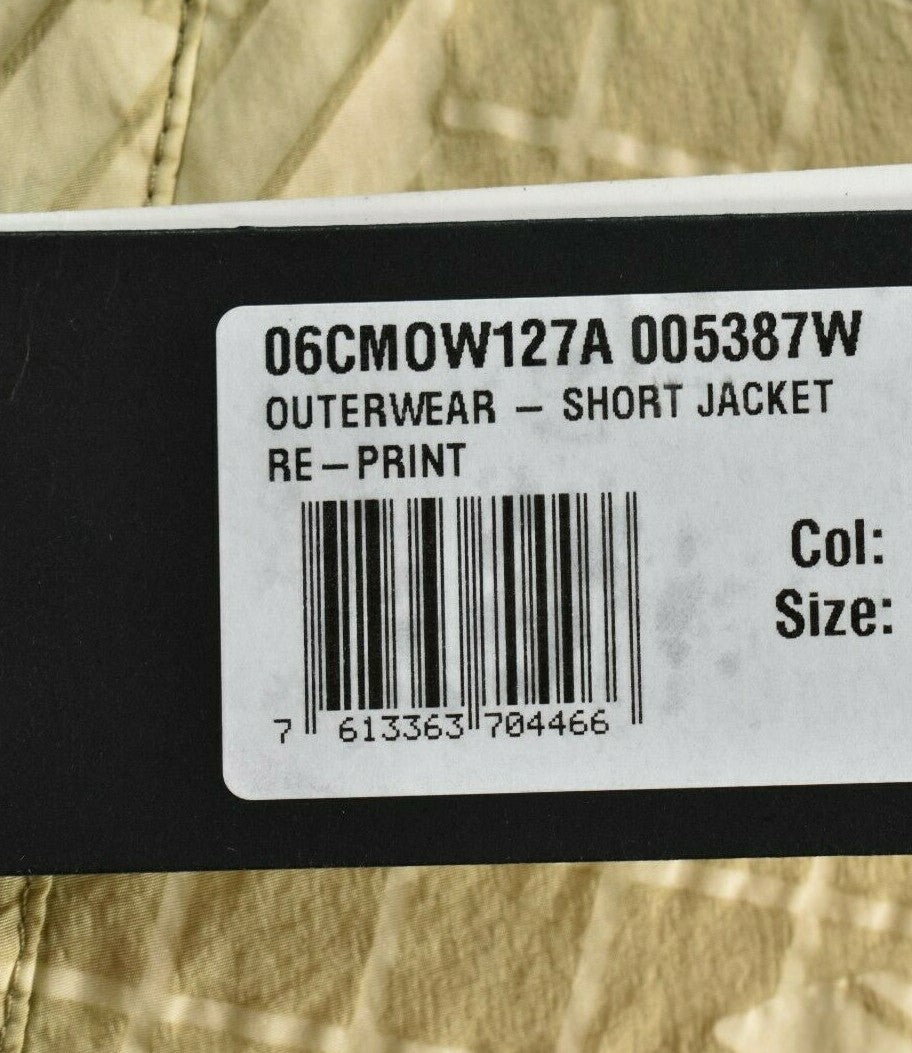 06CMOW127A 005387W
OUTERWEAR – SHORT JACKET
RE–PRINT
Col:
Size:
7 613363 704466